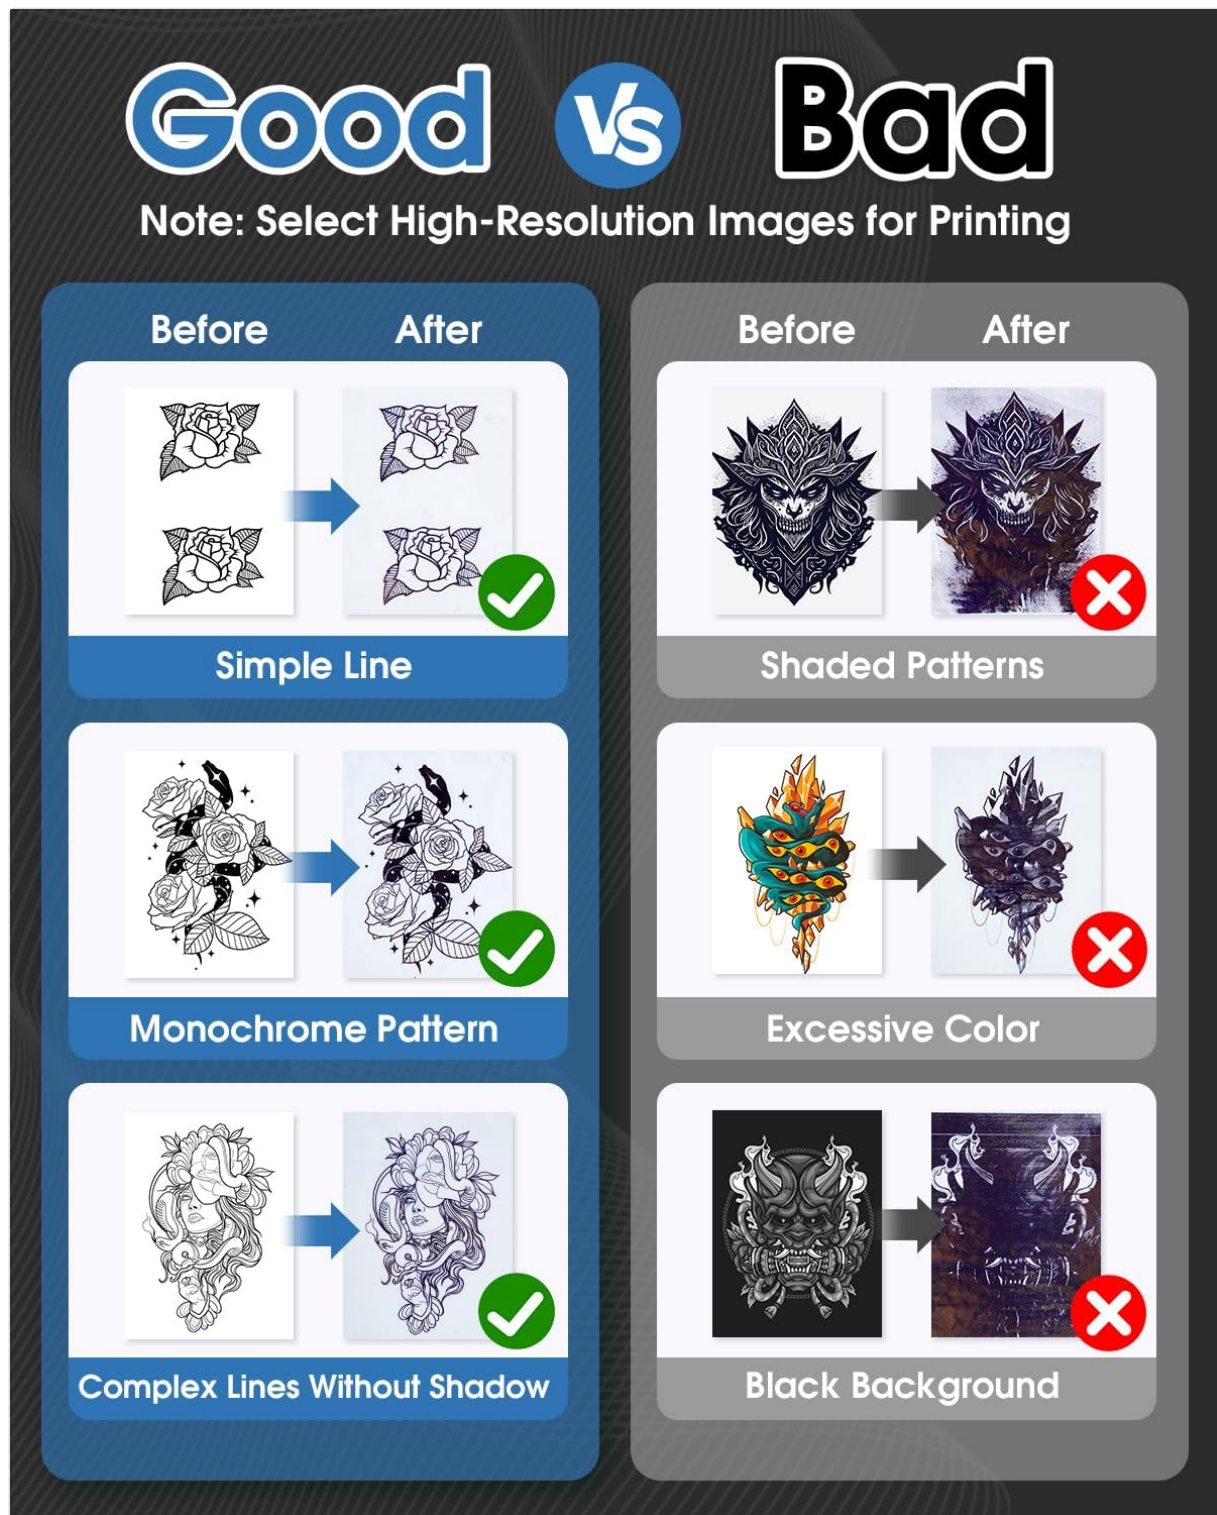 Good Vs Bad
Note: Select High-Resolution Images for Printing
Before After
Simple Line
Monochrome Pattern
Complex Lines Without Shadow
Before After
Shaded Patterns
Excessive Color
Black Background